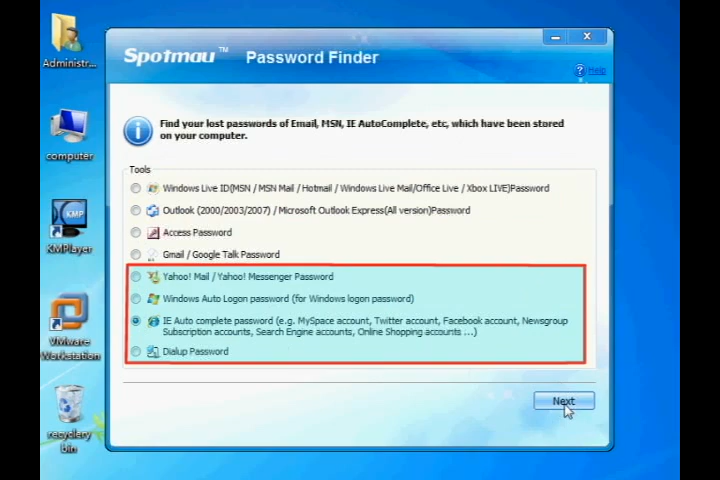 Administr...
computer
KMP
KMPlayer
VMware
Workstation
recyclery
bin
Spotmau™ Password Finder
? Help
Find your lost passwords of Email, MSN, IE AutoComplete, etc, which have been stored
on your computer.
Tools
Windows Live ID(MSN / MSN Mail / Hotmail / Windows Live Mail/Office Live / Xbox LIVE)Password
Outlook (2000/2003/2007) / Microsoft Outlook Express(All version)Password
Access Password
Gmail / Google Talk Password
Yahoo! Mail / Yahoo! Messenger Password
Windows Auto Logon password (for Windows logon password)
IE Auto complete password (e.g. MySpace account, Twitter account, Facebook account, Newsgroup
Subscription accounts, Search Engine accounts, Online Shopping accounts ...)
Dialup Password
Next